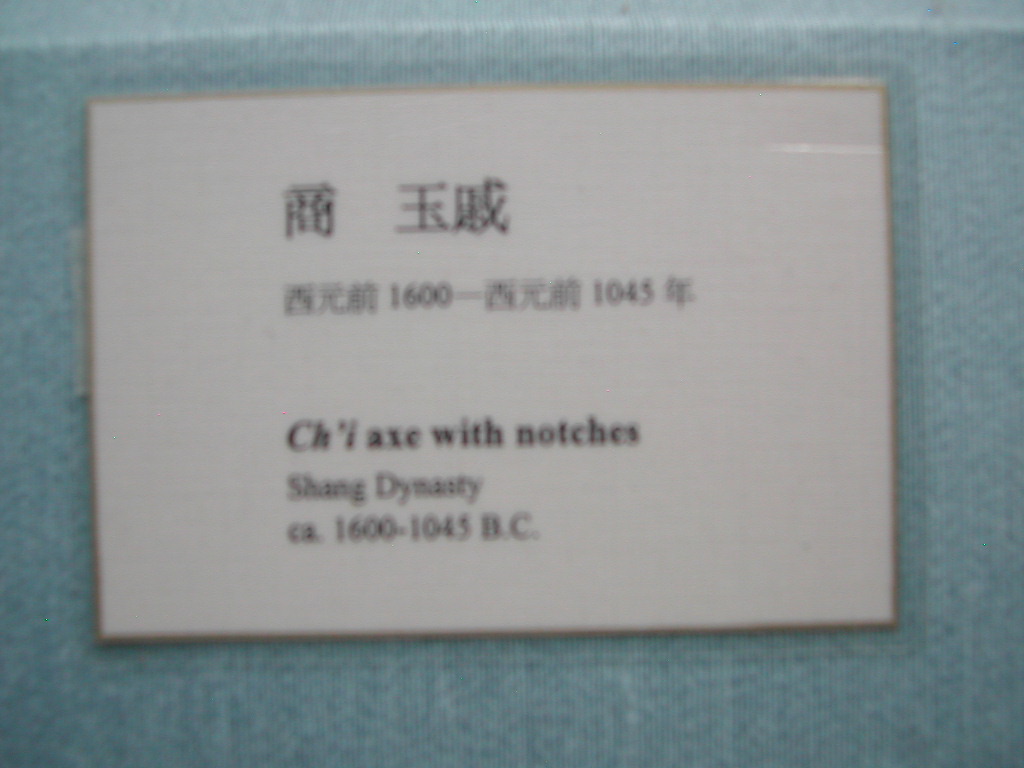 商　玉戚
西元前 1600—西元前 1045 年
Ch'i axe with notches
Shang Dynasty
ca. 1600-1045 B.C.